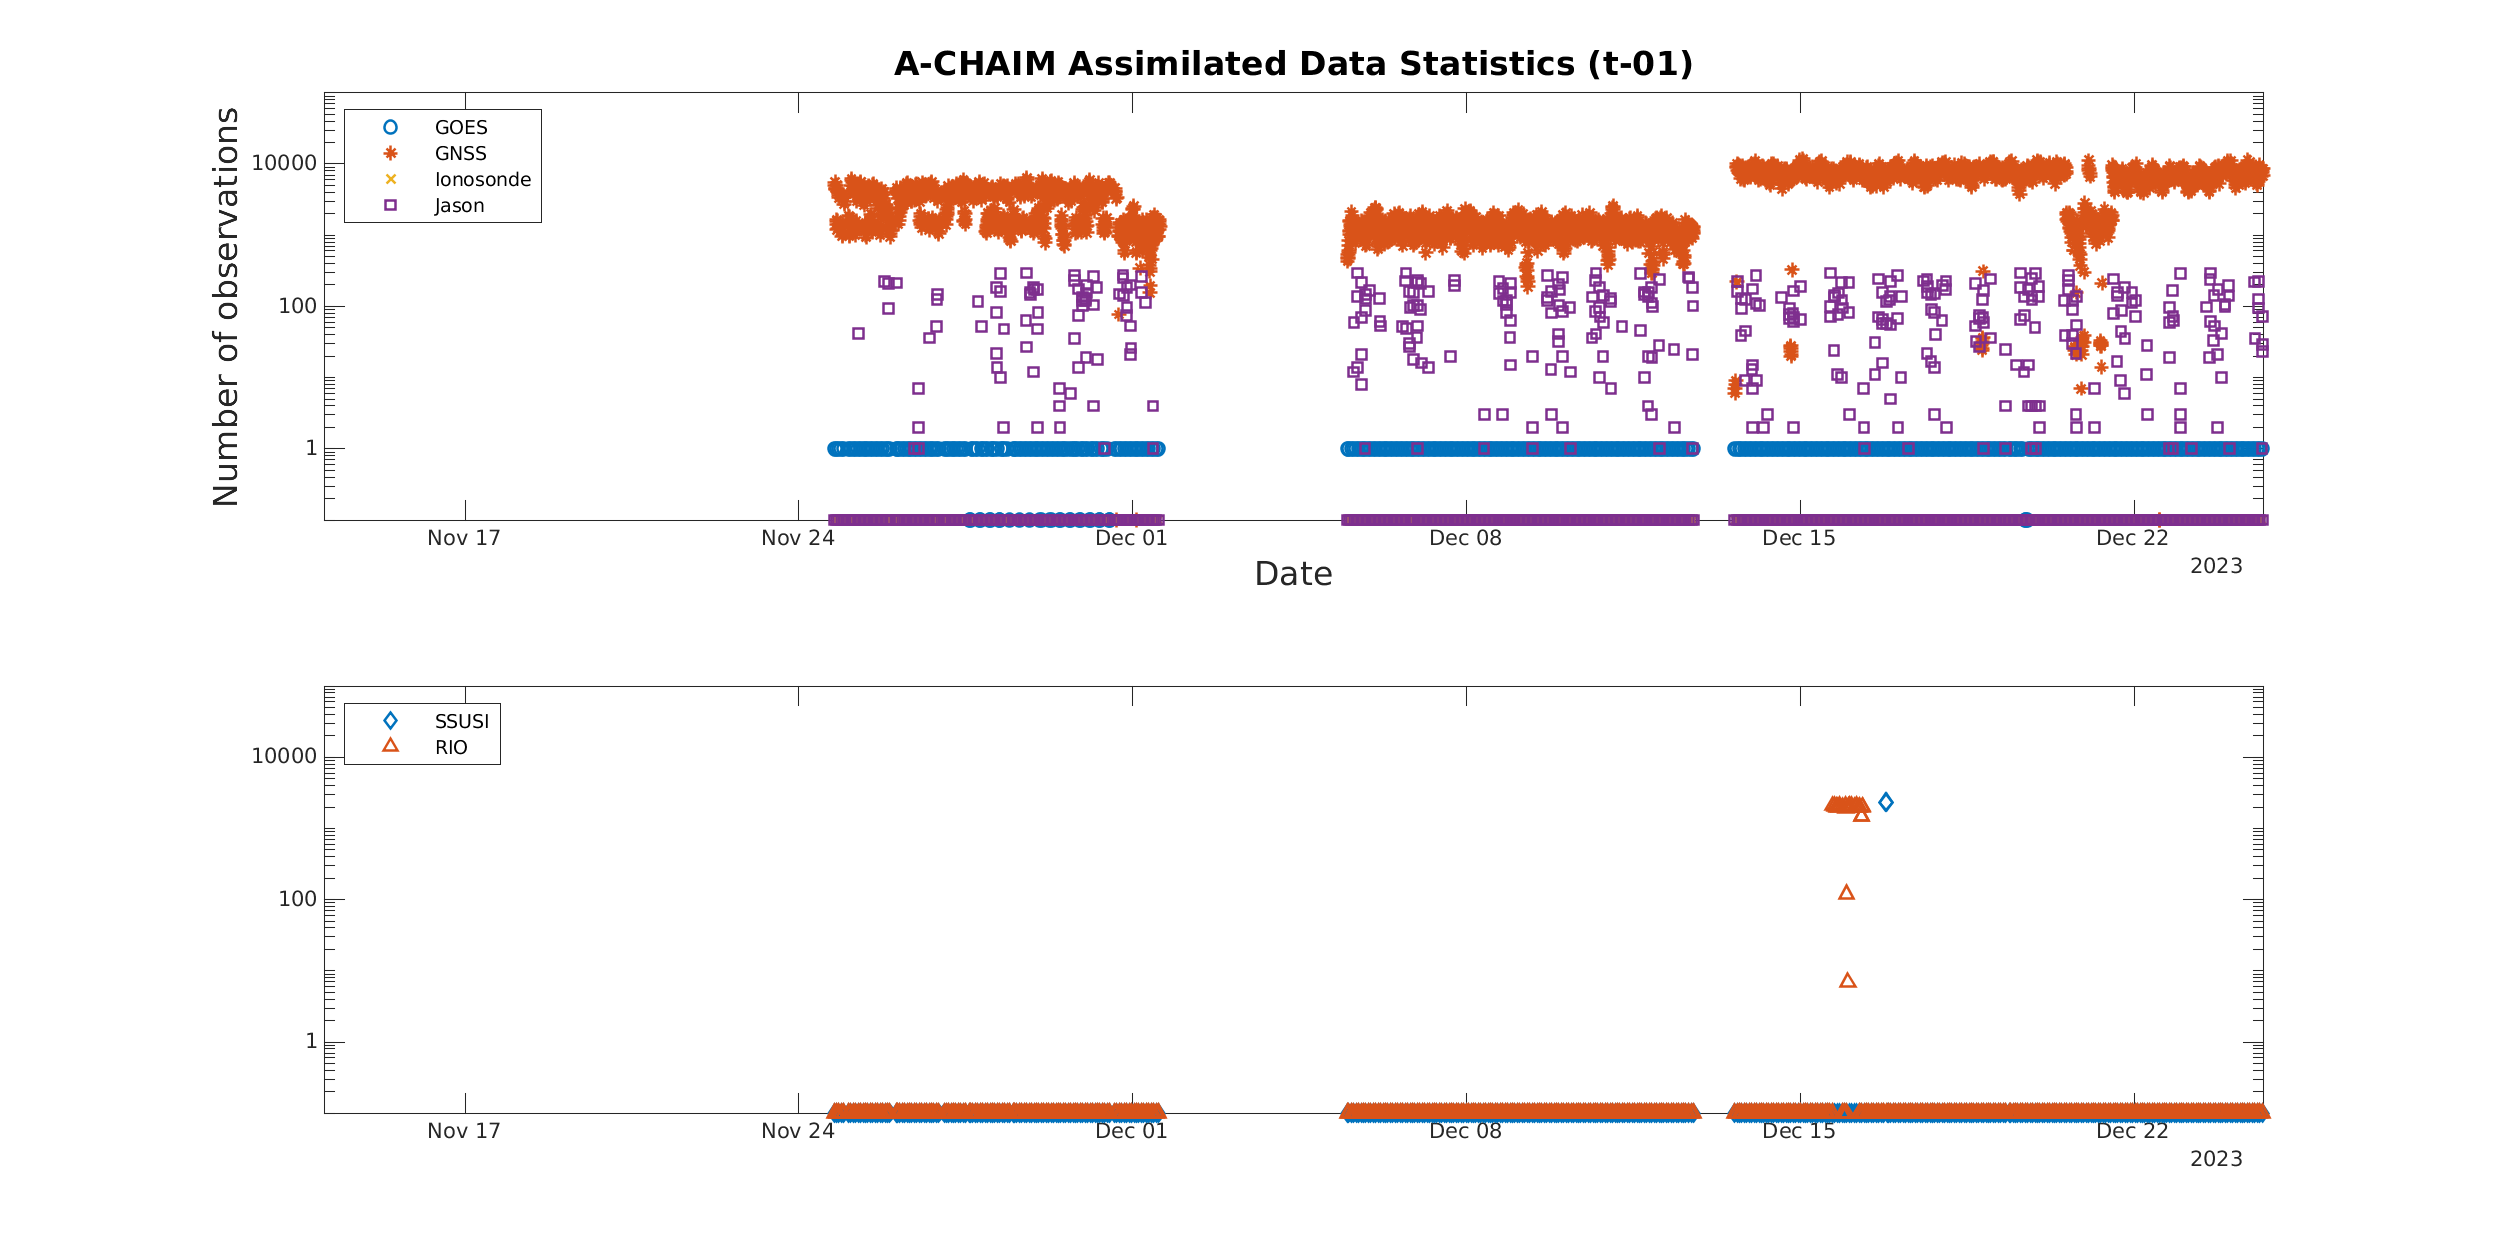 A-CHAIM Assimilated Data Statistics (t-01)
Number of observations
10000
100
1
GOES
GNSS
Ionosonde
Jason
Nov 17
Nov 24
Dec 01
Dec 08
Dec 15
Dec 22
2023
Date
10000
100
1
SSUSI
RIO
Nov 17
Nov 24
Dec 01
Dec 08
Dec 15
Dec 22
2023